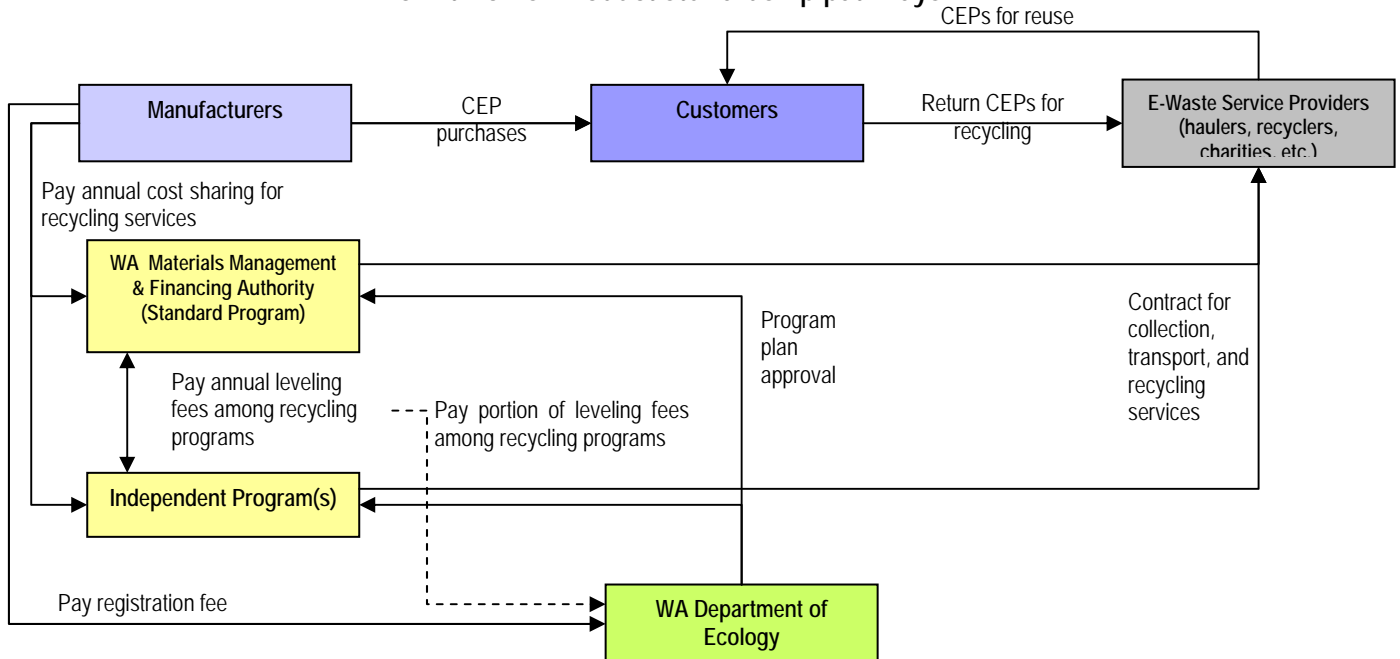 CEPs for reuse
Manufacturers
CEP
purchases
Customers
Return CEPs for
recycling
E-Waste Service Providers
(haulers, recyclers,
charities, etc.)
Pay annual cost sharing for
recycling services
WA Materials Management
& Financing Authority
(Standard Program)
Program
plan
approval
Contract for
collection,
transport, and
recycling
services
Pay annual leveling
fees among recycling
programs
Pay portion of leveling fees
among recycling programs
Independent Program(s)
Pay registration fee
WA Department of
Ecology